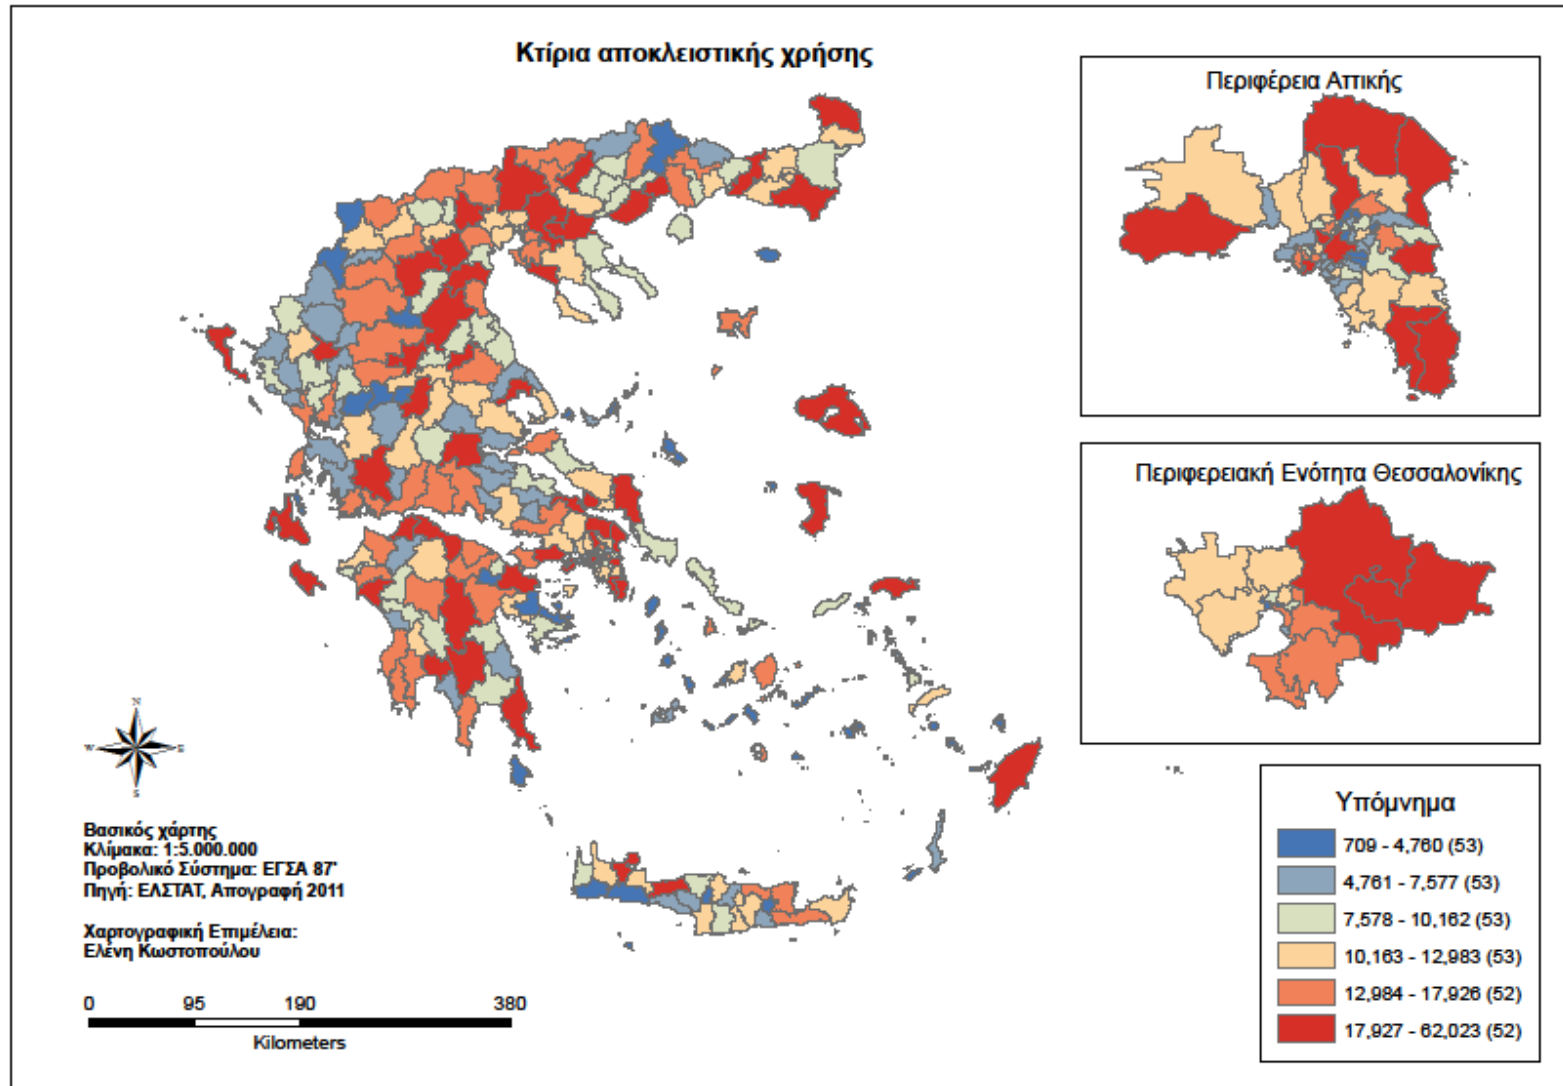 Κτίρια αποκλειστικής χρήσης
Περιφέρεια Αττικής
Περιφερειακή Ενότητα Θεσσαλονίκης
N
W
E
S
Βασικός χάρτης
Κλίμακα: 1:5.000.000
Προβολικό Σύστημα: ΕΓΣΑ 87'
Πηγή: ΕΛΣΤΑΤ, Απογραφή 2011
Χαρτογραφική Επιμέλεια:
Ελένη Κωστοπούλου
0 95 190 380
Kilometers
Υπόμνημα
709 - 4,760 (53)
4,761 - 7,577 (53)
7,578 - 10,162 (53)
10,163 - 12,983 (53)
12,984 - 17,926 (52)
17,927 - 62,023 (52)